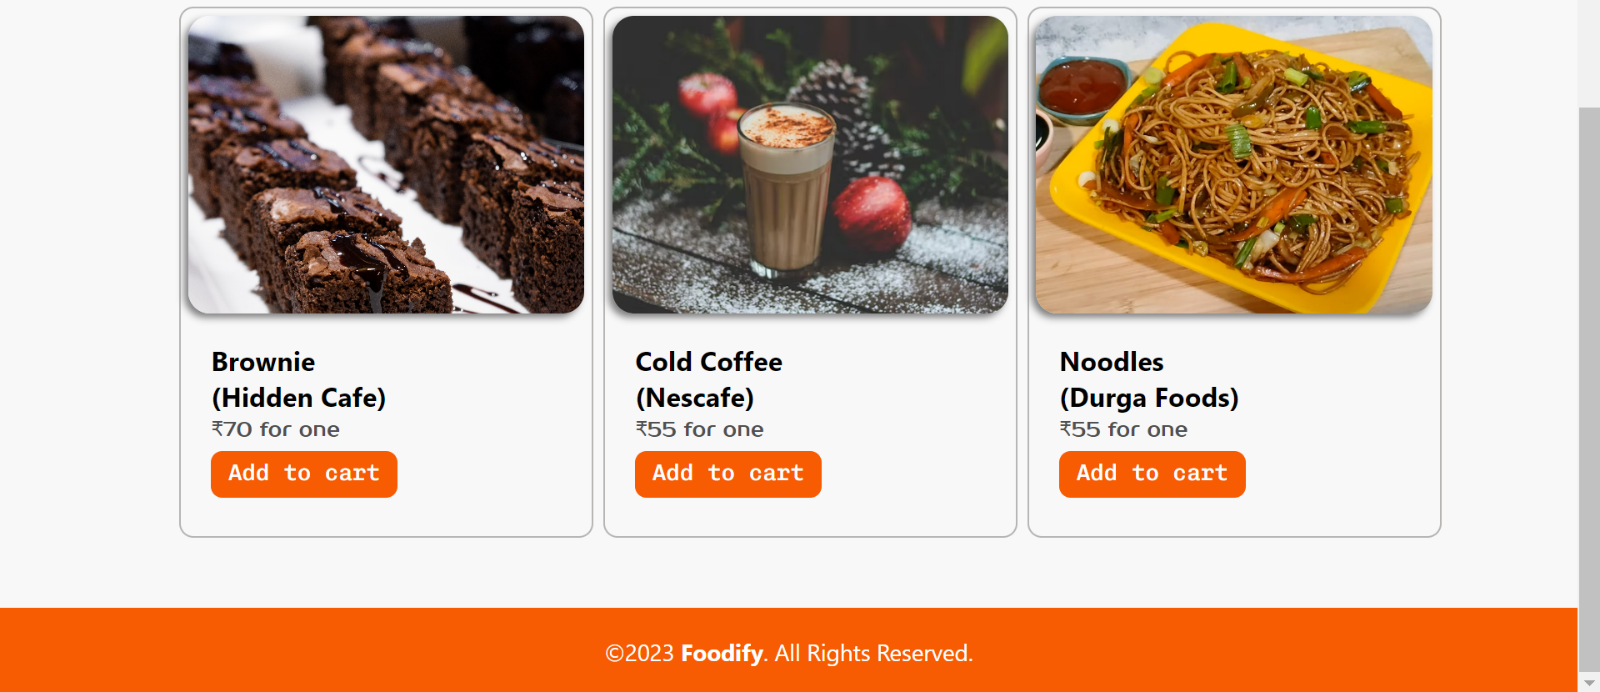 Brownie
(Hidden Cafe)
₹70 for one
Add to cart
Cold Coffee
(Nescafe)
₹55 for one
Add to cart
Noodles
(Durga Foods)
₹55 for one
Add to cart
©2023 Foodify. All Rights Reserved.